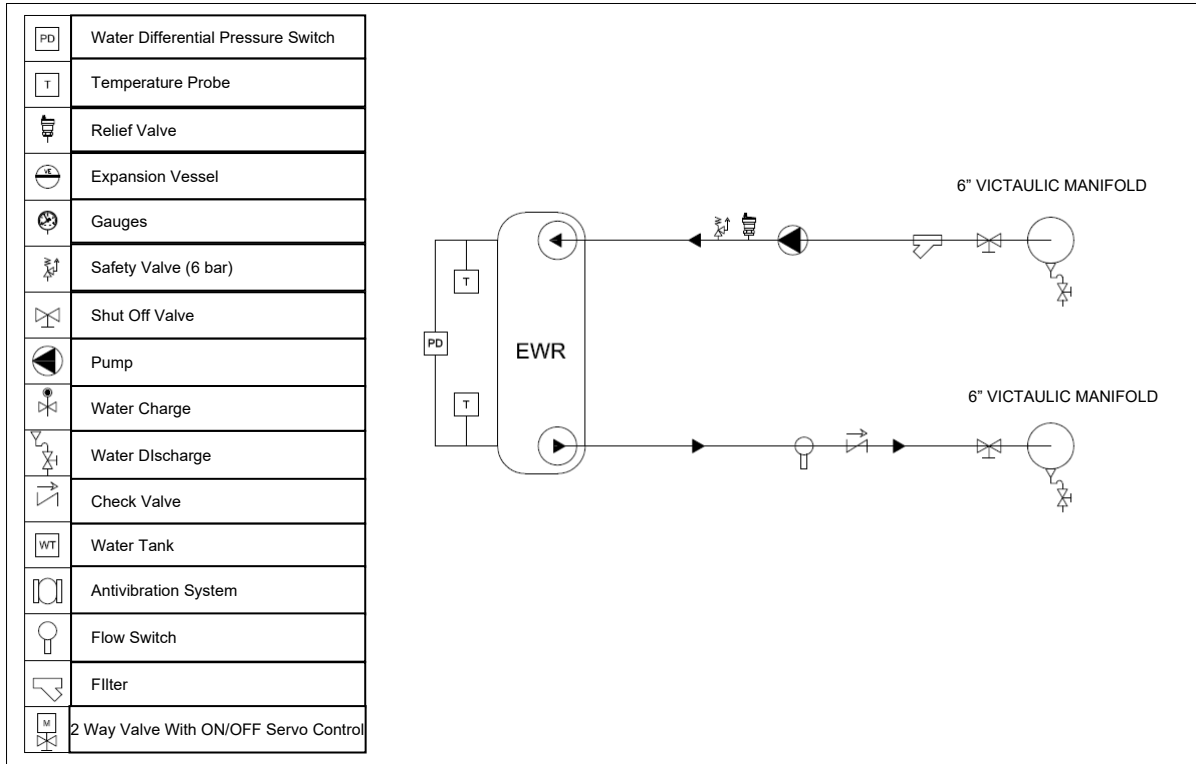 PD Water Differential Pressure Switch
T Temperature Probe
Relief Valve
VE Expansion Vessel
Gauges
Safety Valve (6 bar)
Shut Off Valve
Pump
Water Charge
Water DIscharge
Check Valve
WT Water Tank
Antivibration System
Flow Switch
FIlter
M 2 Way Valve With ON/OFF Servo Control
6” VICTAULIC MANIFOLD
T
PD
EWR
T
6” VICTAULIC MANIFOLD